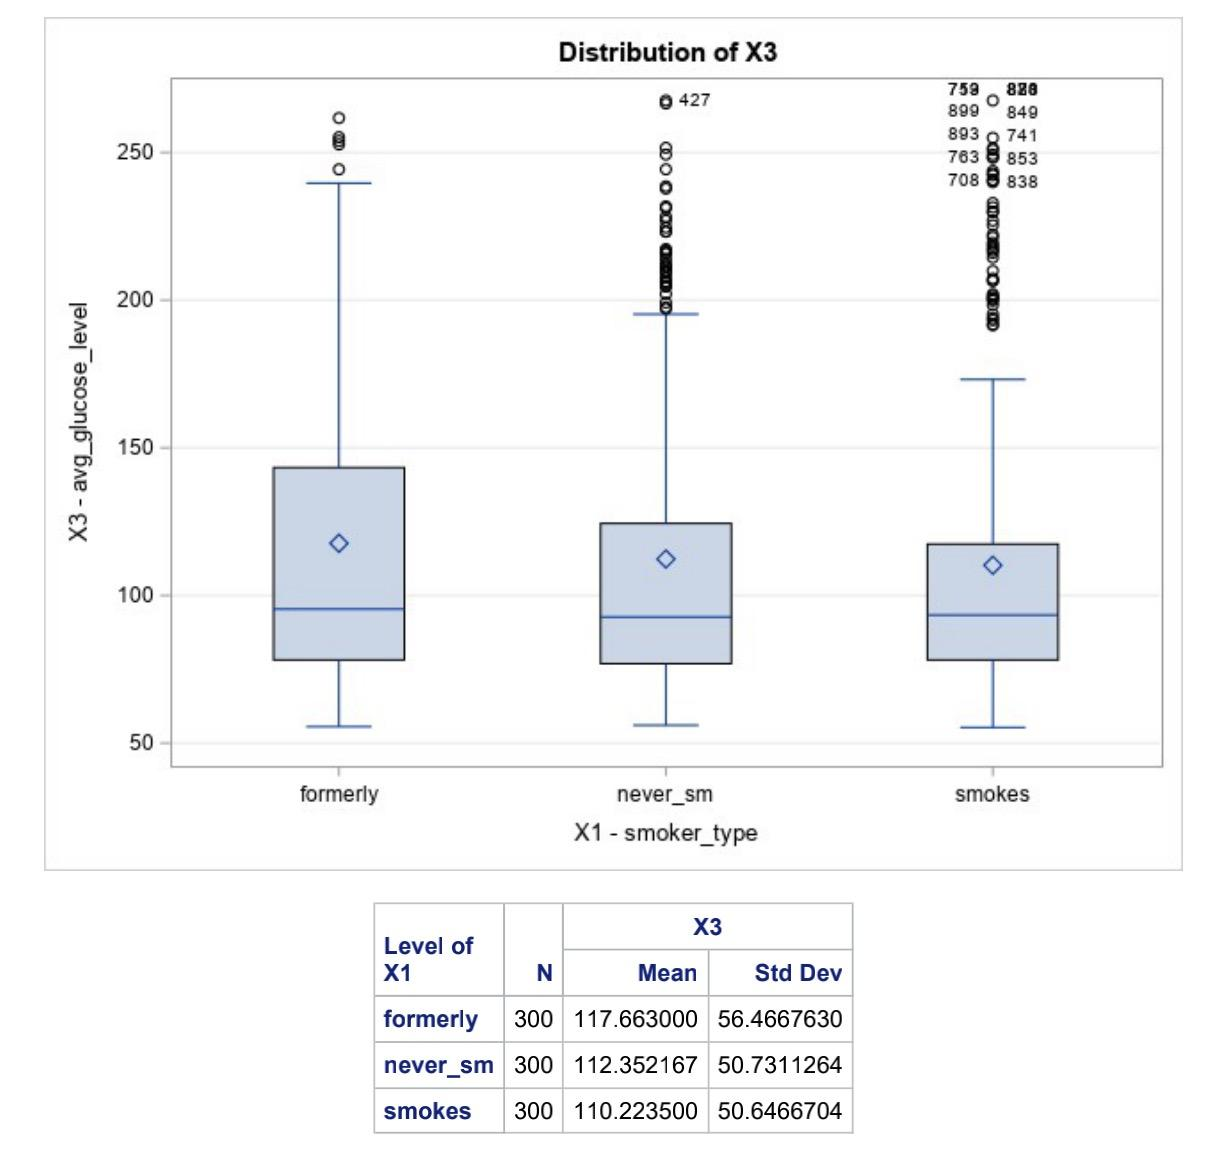 Distribution of X3
X3 - avg_glucose_level
250
200
150
100
50
427
899
849
893
741
763
853
708
838
formerly
never_sm
smokes
X1 - smoker_type
Level of X1
N
X3
Mean
Std Dev
formerly 300 117.663000 56.4667630
never_sm 300 112.352167 50.7311264
smokes 300 110.223500 50.6466704